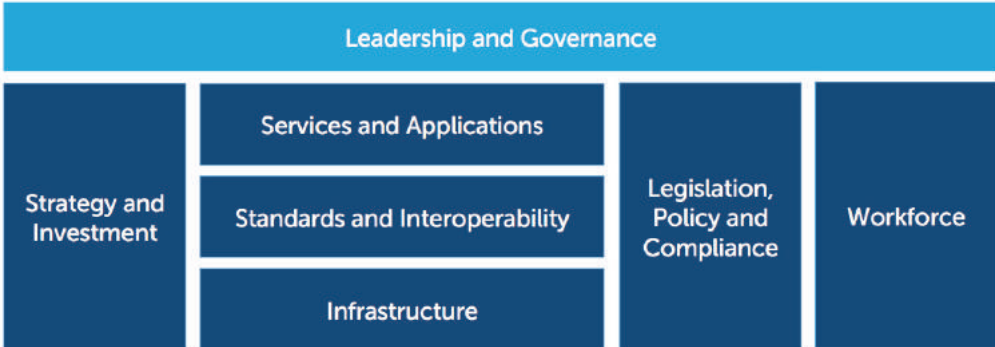 Leadership and Governance
Strategy and
Investment
Services and Applications
Standards and Interoperability
Infrastructure
Legislation,
Policy and
Compliance
Workforce